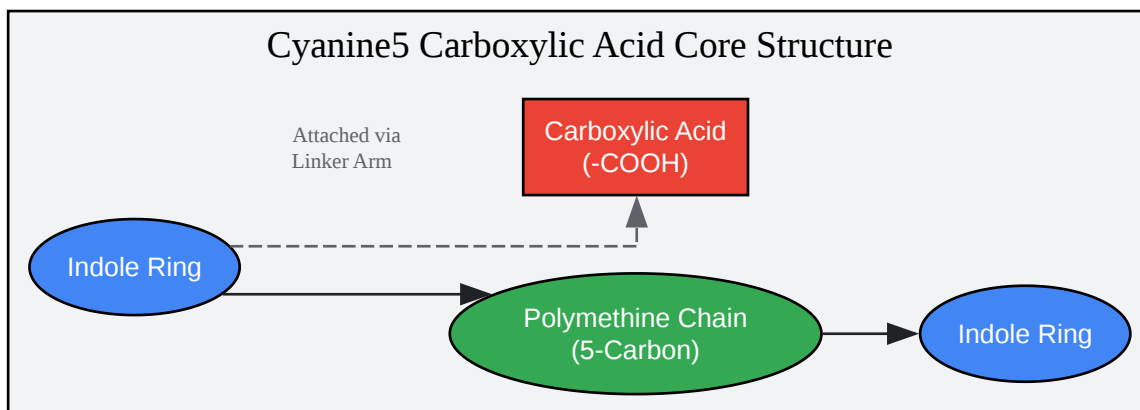 Cyanine5 Carboxylic Acid Core Structure
Attached via
Linker Arm
Carboxylic Acid
(-COOH)
Indole Ring
Polymethine Chain
(5-Carbon)
Indole Ring